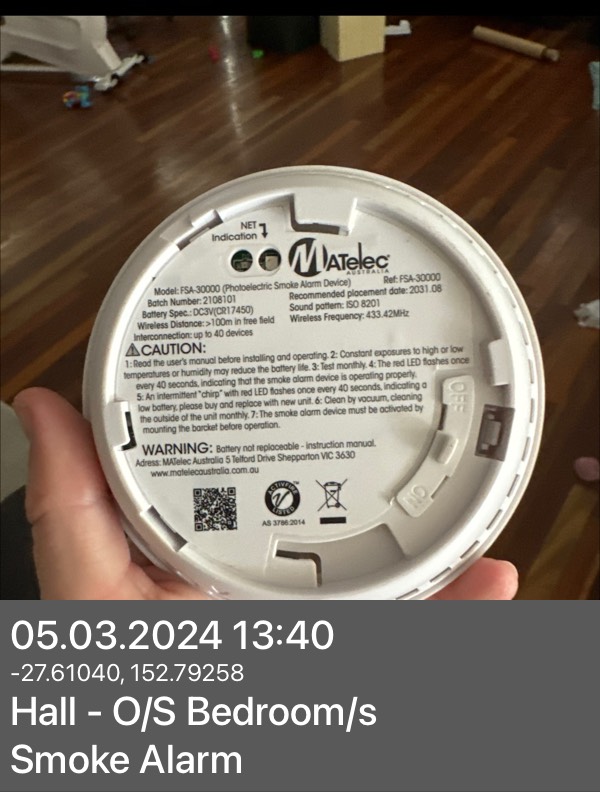 NET
Indication
MATelec
AUSTRALIA
Model: FSA-30000 (Photoelectric Smoke Alarm Device)
Ref: FSA-30000
Batch Number: 2108101
Recommended placement date: 2031.08
Battery Spec.: DC3V(CR17450)
Sound pattern: ISO 8201
Wireless Distance: >100m in free field
Wireless Frequency: 433.42MHz
Interconnection: up to 40 devices
CAUTION:
1: Read the user's manual before installing and operating. 2: Constant exposures to high or low
temperatures or humidity may reduce the battery life. 3: Test monthly. 4: The red LED flashes once
every 40 seconds, indicating that the smoke alarm device is operating properly.
5: An intermittent "chirp" with red LED flashes once every 40 seconds, indicating a
low battery, please buy and replace with new unit. 6: Clean by vacuum, cleaning
the outside of the unit monthly. 7: The smoke alarm device must be activated by
mounting the barcket before operation.
OFF
ON
WARNING: Battery not replaceable - instruction manual.
Adress: MATelec Australia 5 Telford Drive Shepparton VIC 3630
www.matelecaustralia.com.au
ACTIVFIRE
LISTED
AS 3786:2014
05.03.2024 13:40
-27.61040, 152.79258
Hall - O/S Bedroom/s
Smoke Alarm